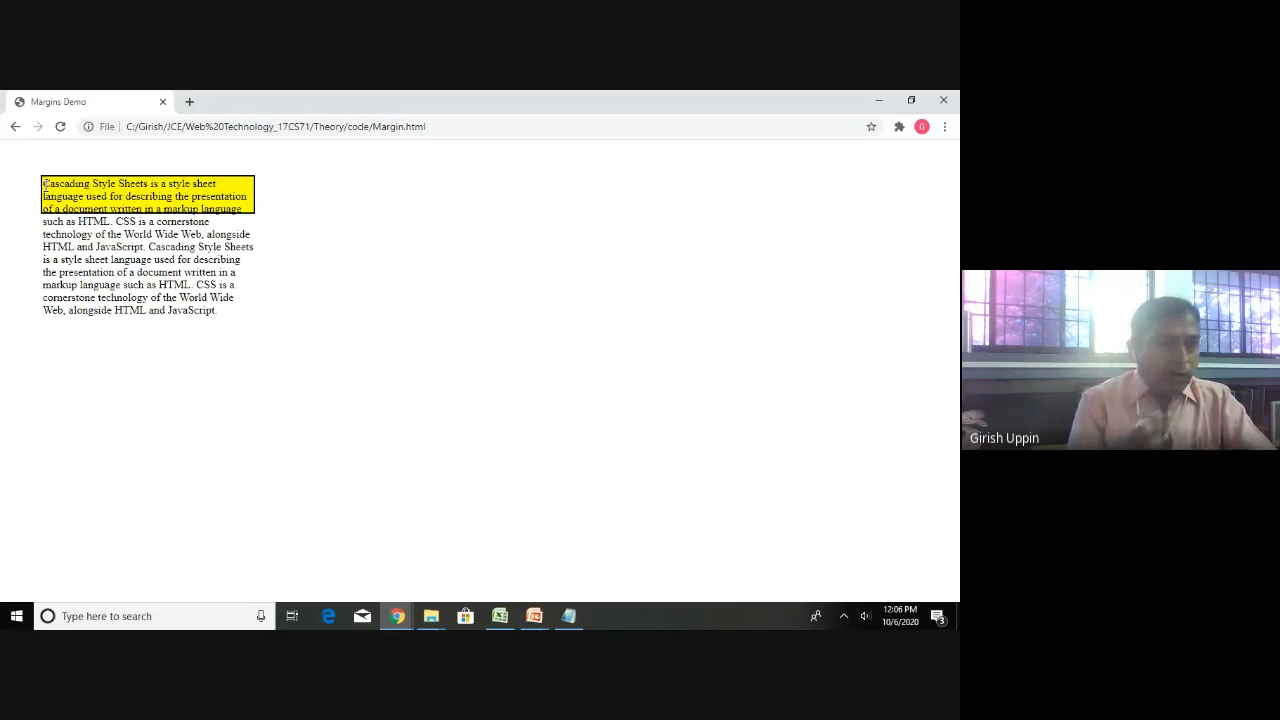 Margins Demo
File C:/Girish/JCE/Web%20Technology_17CS71/Theory/code/Margin.html
G
Cascading Style Sheets is a style sheet
language used for describing the presentation
of a document written in a markup language
such as HTML. CSS is a cornerstone
technology of the World Wide Web, alongside
HTML and JavaScript. Cascading Style Sheets
is a style sheet language used for describing
the presentation of a document written in a
markup language such as HTML. CSS is a
cornerstone technology of the World Wide
Web, alongside HTML and JavaScript.
Girish Uppin
Type here to search
12:06 PM
10/6/2020
3